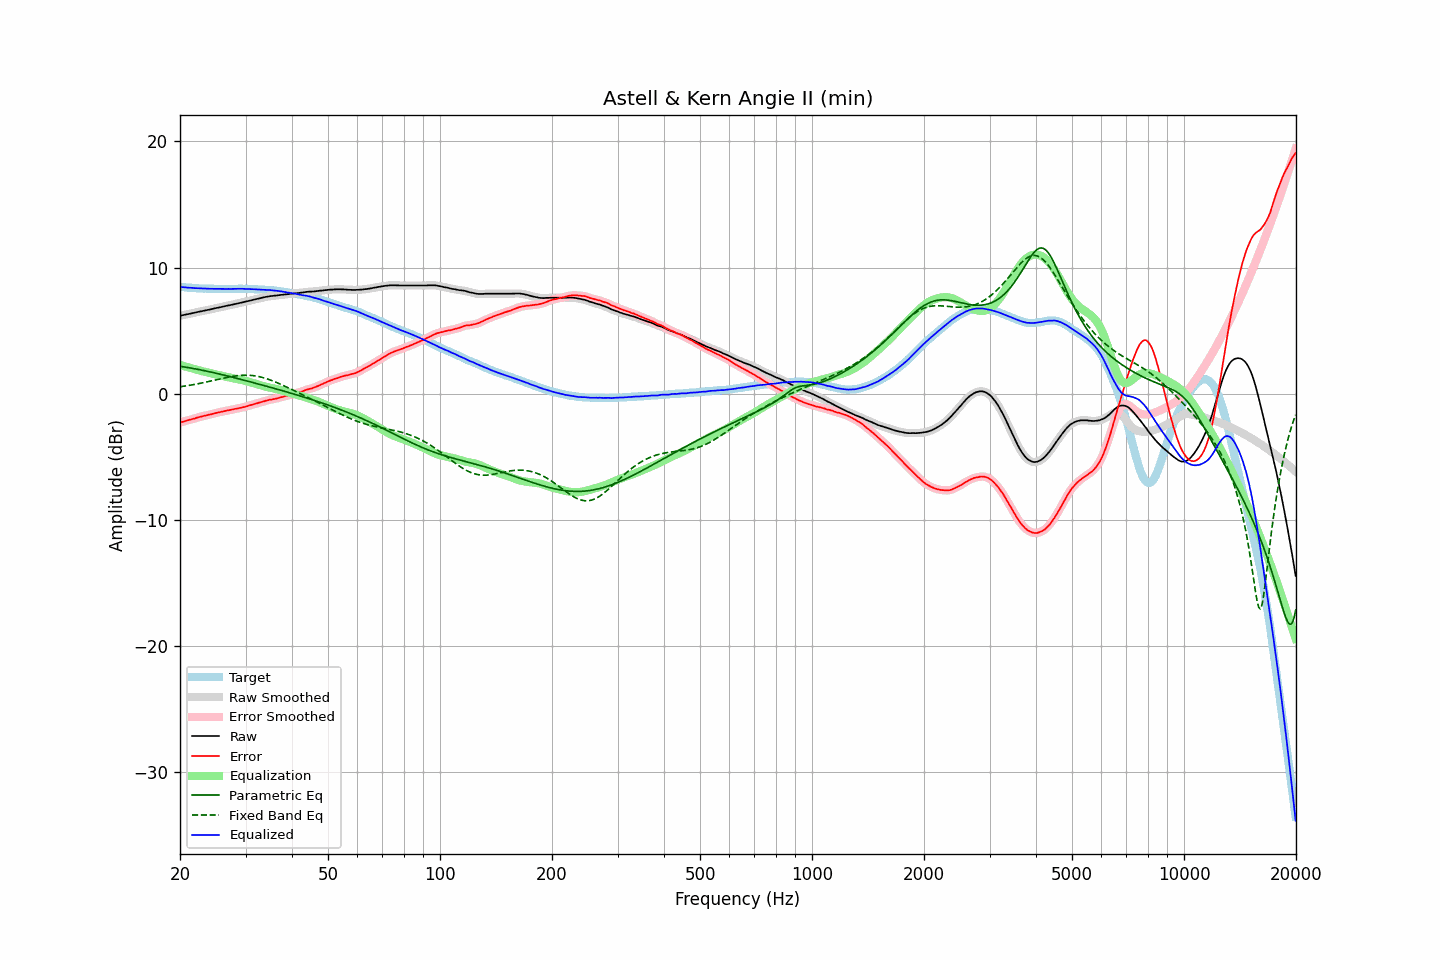 Astell & Kern Angie II (min)
20
10
0
−10
−20
−30
Amplitude (dBr)
Target
Raw Smoothed
Error Smoothed
Raw
Error
Equalization
Parametric Eq
Fixed Band Eq
Equalized
20 50 100 200 500 1000 2000 5000 10000 20000
Frequency (Hz)